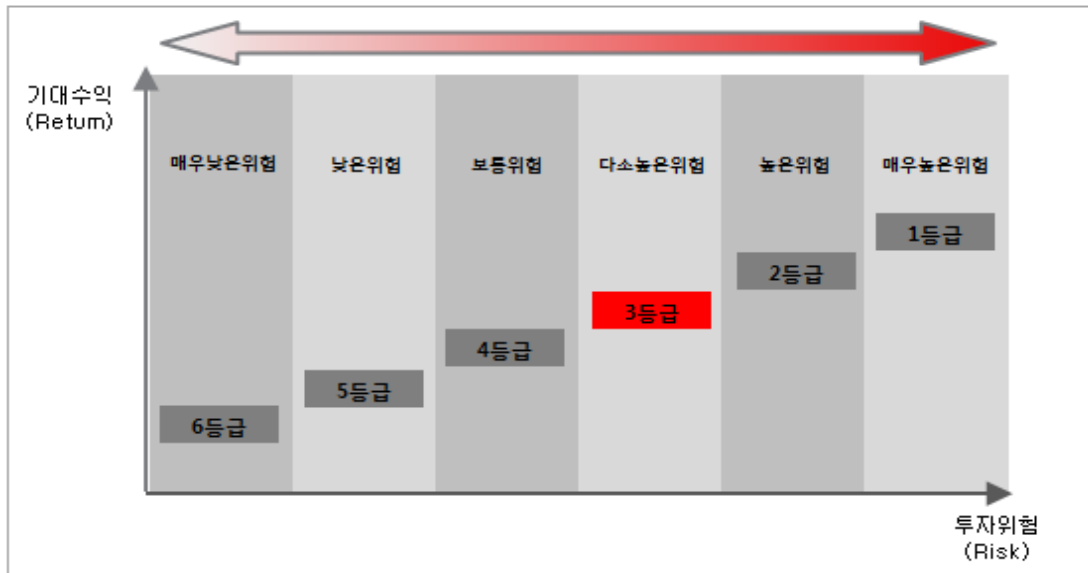 기대수익
(Return)
매우낮은위험
낮은위험
보통위험
다소높은위험
높은위험
매우높은위험
1등급
2등급
3등급
4등급
5등급
6등급
투자위험
(Risk)